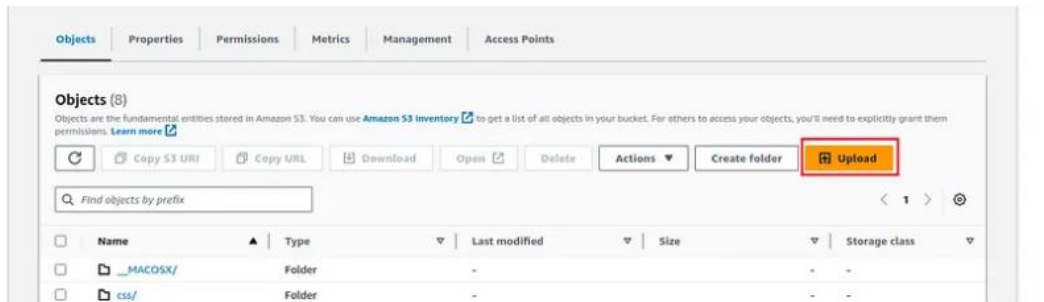 Objects Properties Permissions Metrics Management Access Points
Objects (8)
Objects are the fundamental entities stored in Amazon S3. You can use Amazon S3 Inventory to get a list of all objects in your bucket. For others to access your objects, you'll need to explicitly grant them
permissions. Learn more
Copy S3 URI Copy URL Download Open Delete Actions Create folder Upload
Find objects by prefix 1
Name Type Last modified Size Storage class
__MACOSX/ Folder - - -
css/ Folder - - -